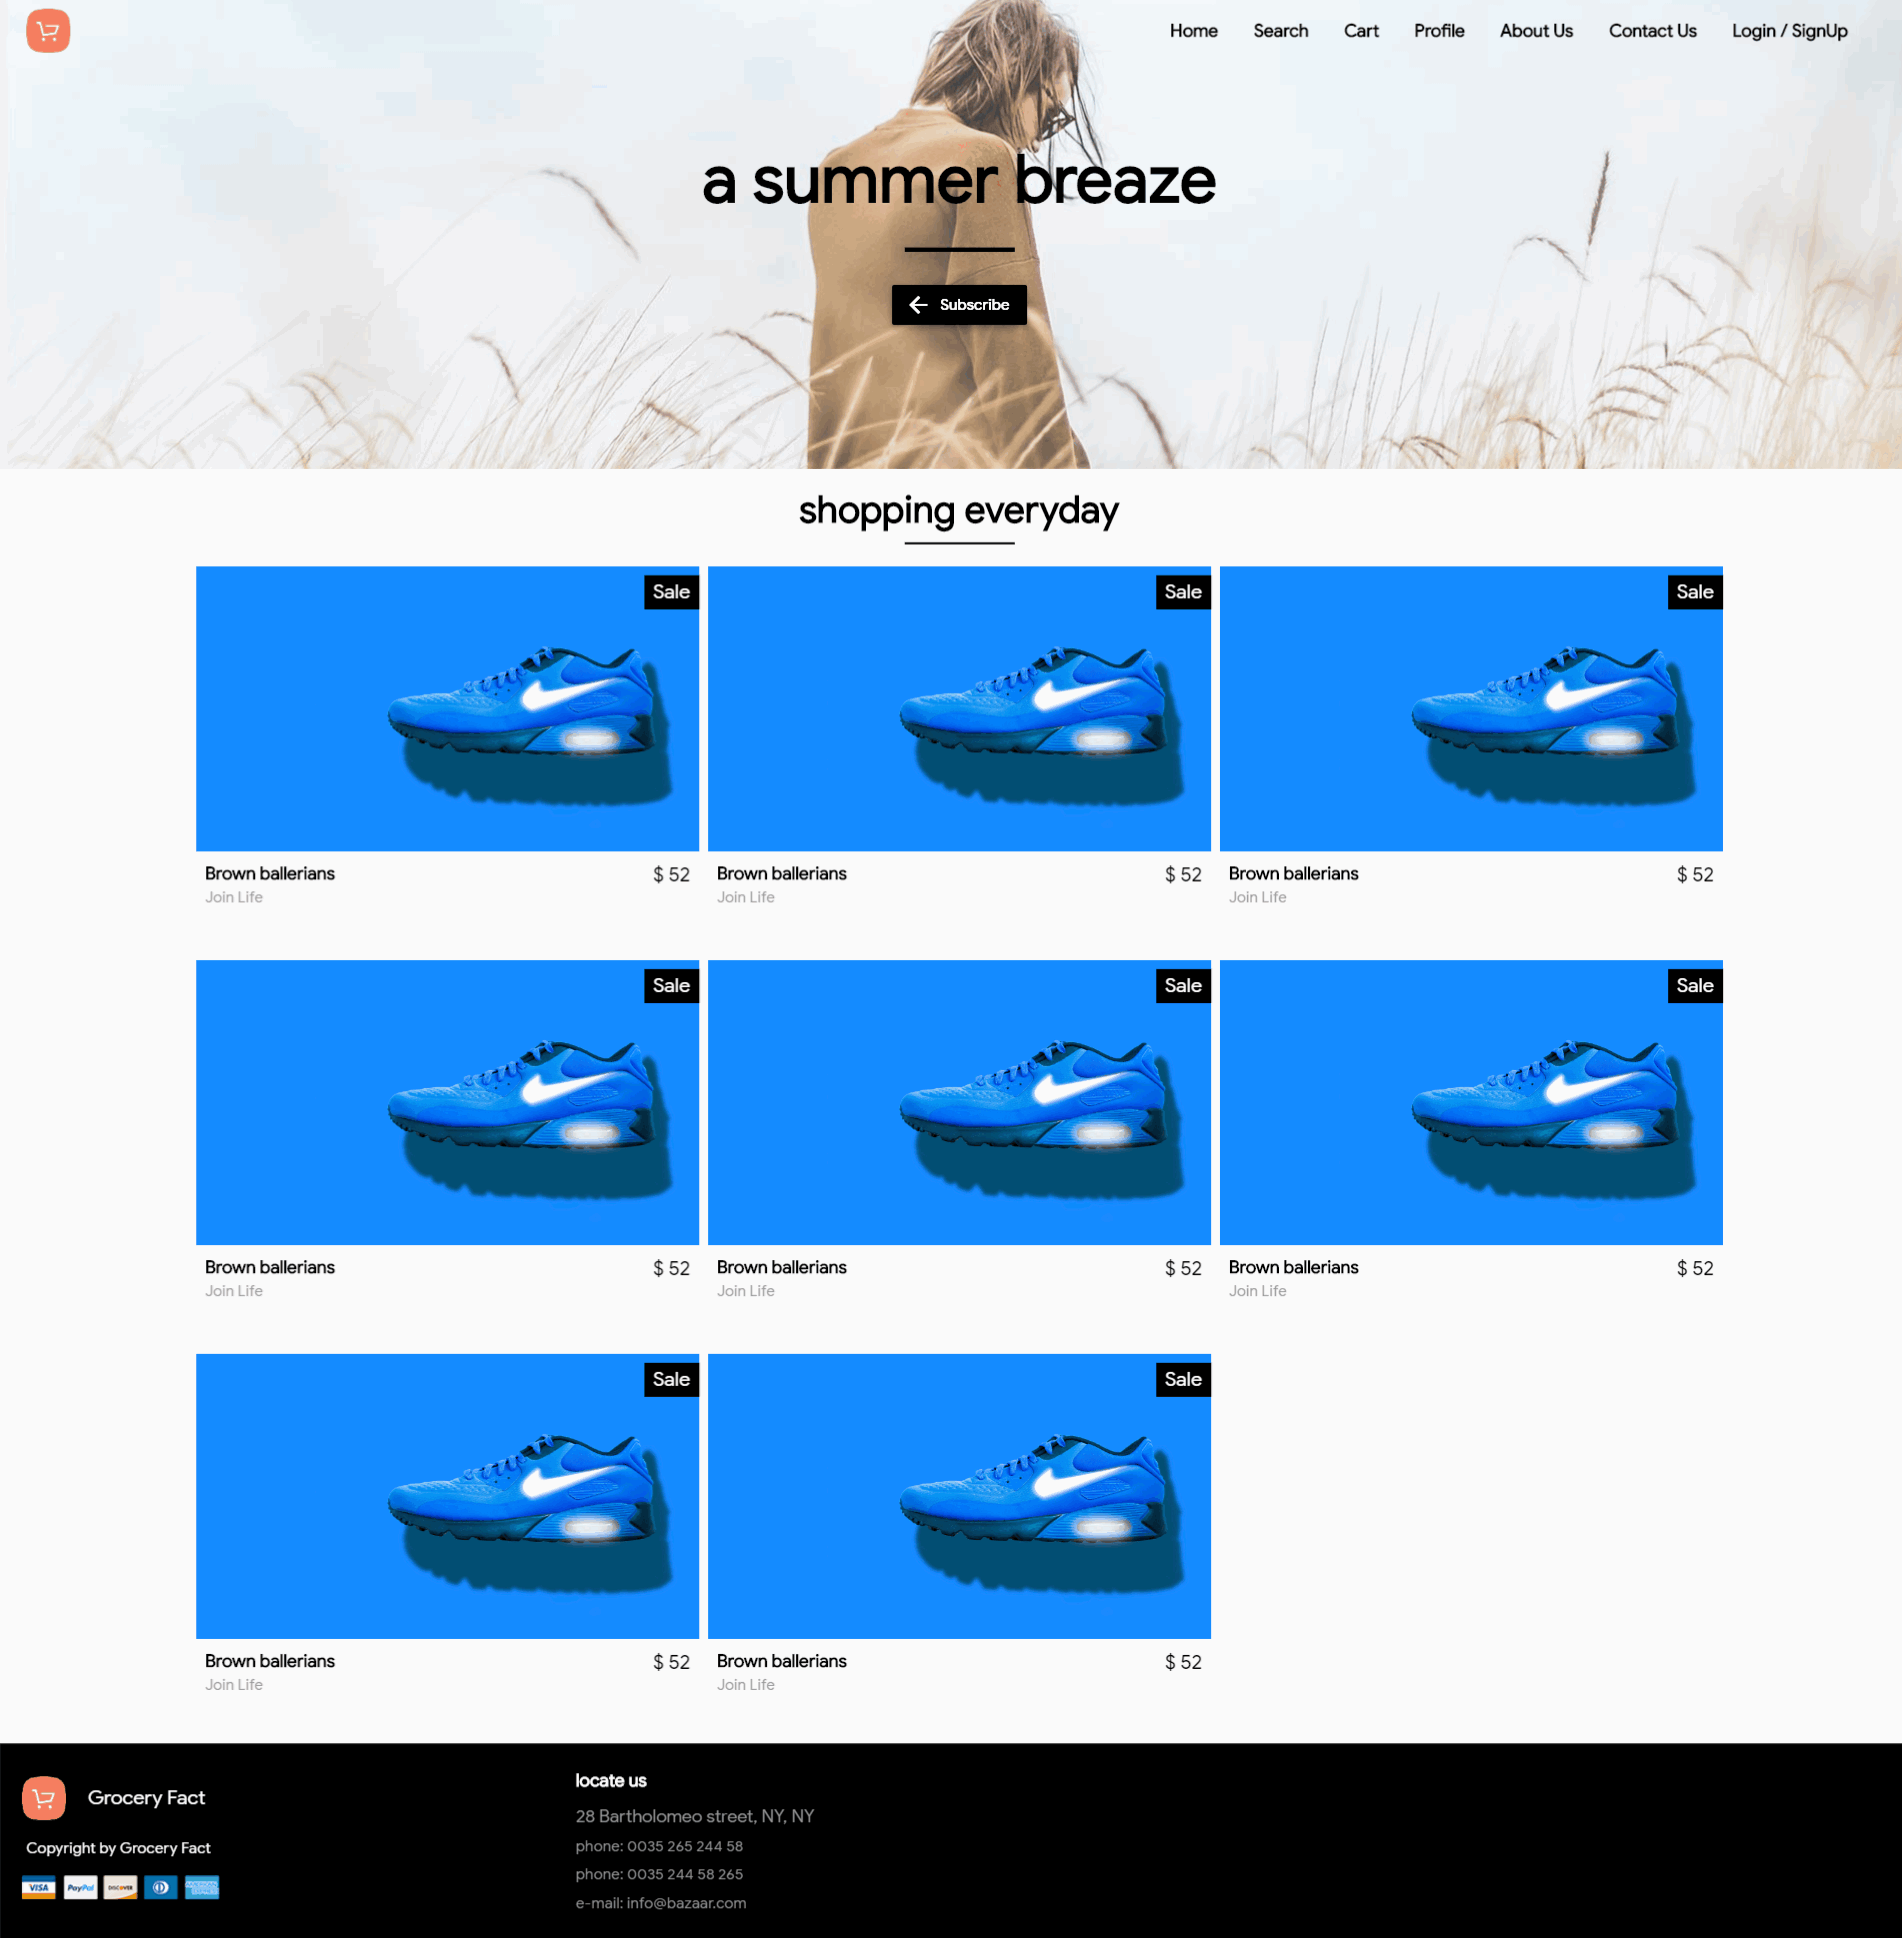 Home Search Cart Profile About Us Contact Us Login / SignUp
a summer breaze
Subscribe
shopping everyday
Sale Sale Sale
Brown ballerians $ 52 Brown ballerians $ 52 Brown ballerians $ 52
Join Life Join Life Join Life
Sale Sale Sale
Brown ballerians $ 52 Brown ballerians $ 52 Brown ballerians $ 52
Join Life Join Life Join Life
Sale Sale
Brown ballerians $ 52 Brown ballerians $ 52
Join Life Join Life
Grocery Fact
Copyright by Grocery Fact
VISA PayPal DISCOVER
locate us
28 Bartholomeo street, NY, NY
phone: 0035 265 244 58
phone: 0035 244 58 265
e-mail: info@bazaar.com